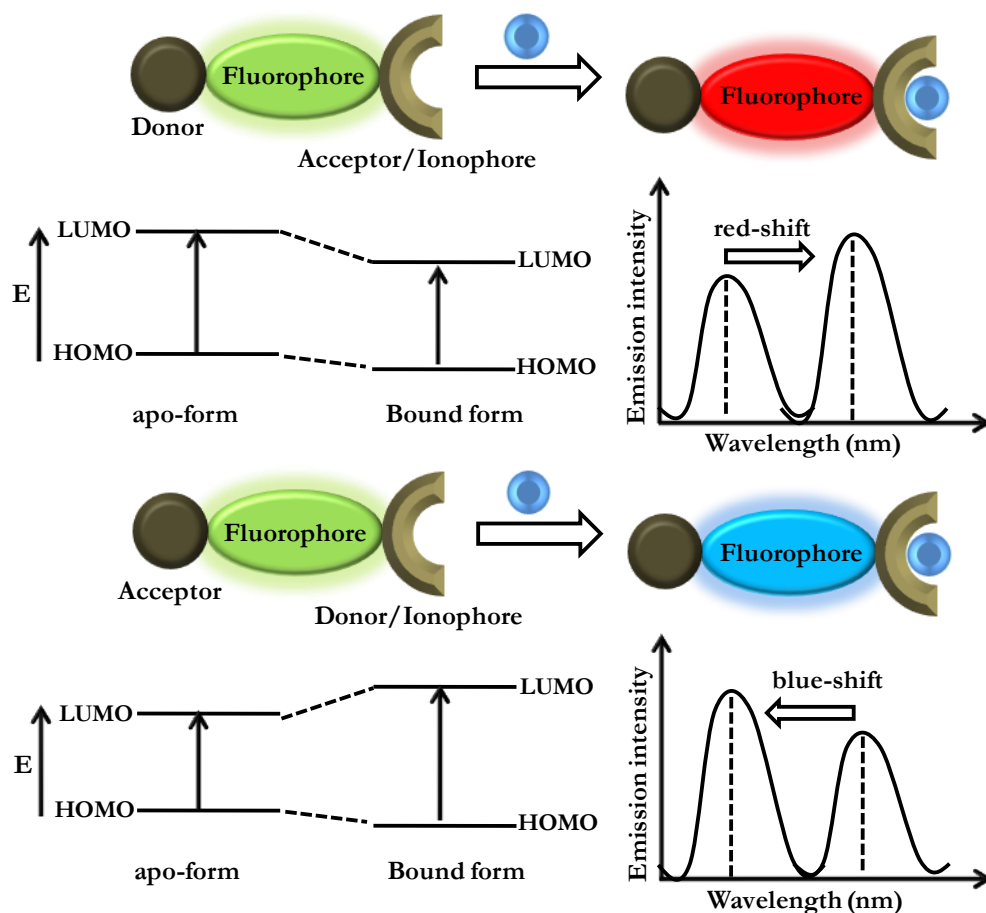 Fluorophore
Donor
Acceptor/Ionophore
Fluorophore
LUMO
LUMO
E
HOMO
HOMO
apo-form
Bound form
red-shift
Emission intensity
Wavelength (nm)
Fluorophore
Acceptor
Donor/Ionophore
Fluorophore
LUMO
LUMO
E
HOMO
HOMO
apo-form
Bound form
blue-shift
Emission intensity
Wavelength (nm)